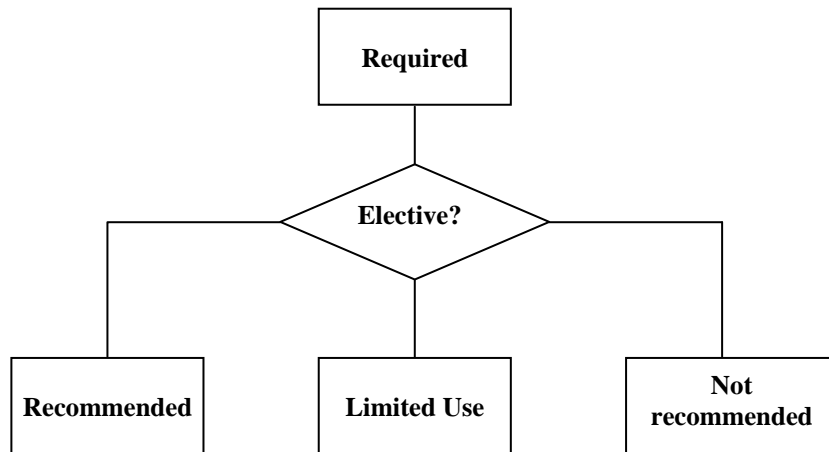 Required
Elective?
Recommended
Limited Use
Not
recommended